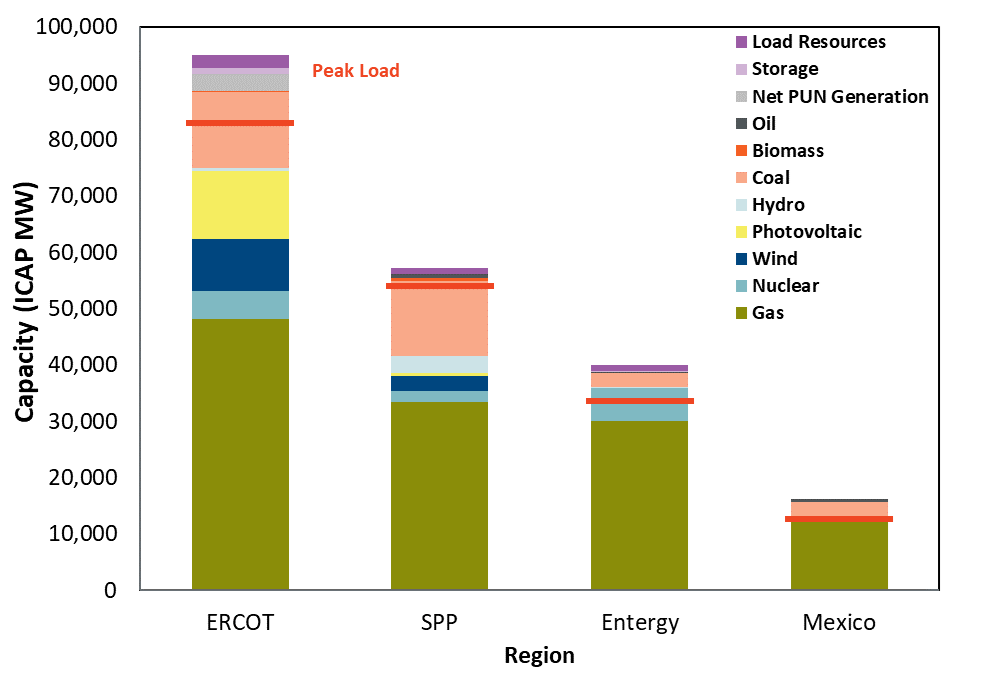 100,000
90,000
80,000
70,000
60,000
50,000
40,000
30,000
20,000
10,000
0
Capacity (ICAP MW)
Peak Load
Load Resources
Storage
Net PUN Generation
Oil
Biomass
Coal
Hydro
Photovoltaic
Wind
Nuclear
Gas
ERCOT
SPP
Entergy
Mexico
Region